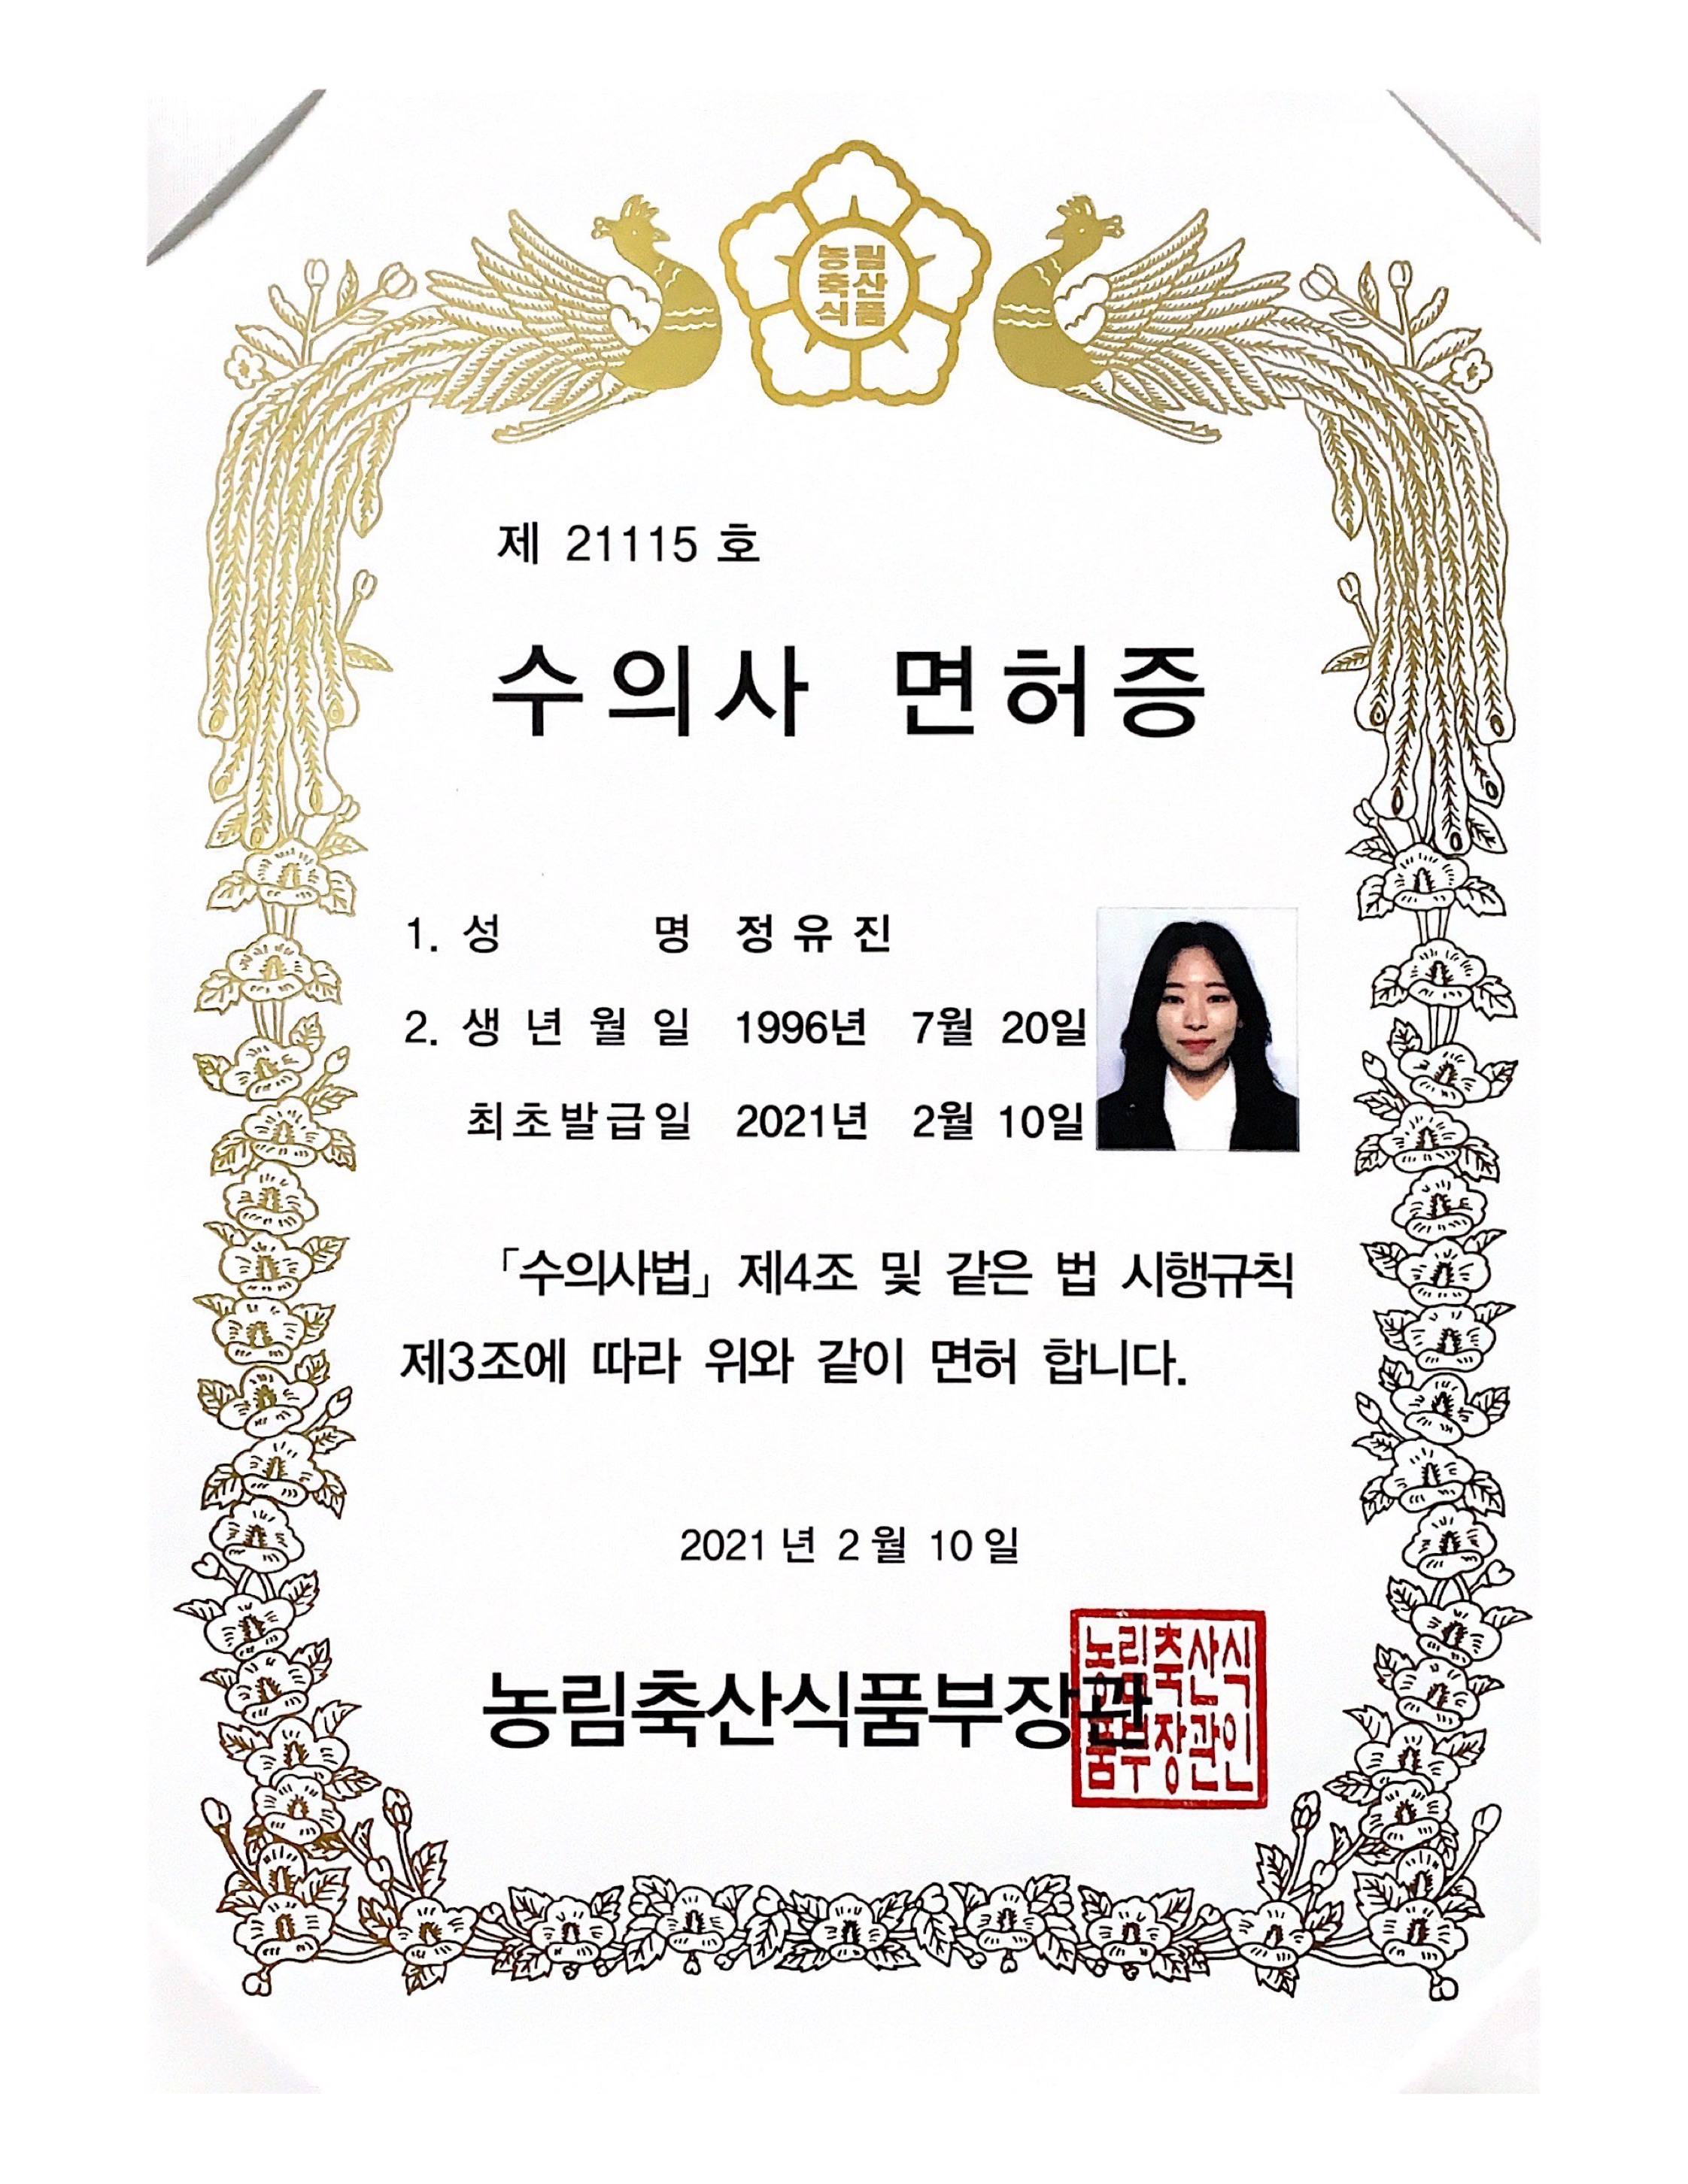 농림
축산
식품
제 21115 호
수의사 면허증
1. 성 명 정 유 진
2. 생 년 월 일 1996년 7월 20일
최초발급일 2021년 2월 10일
「수의사법」 제4조 및 같은 법 시행규칙
제3조에 따라 위와 같이 면허 합니다.
2021 년 2 월 10 일
농림축산식품부장관
농림축산식
품부장관인